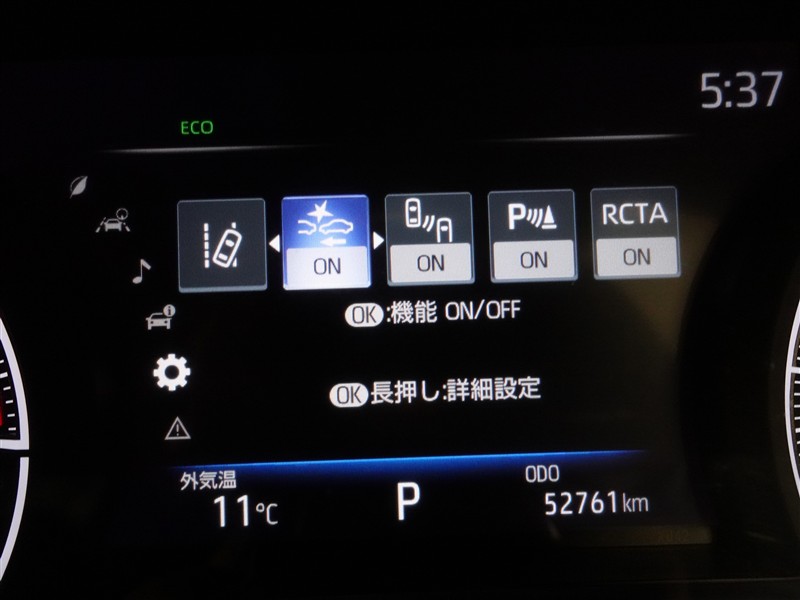 5:37
ECO
P RCTA
ON ON ON ON
OK:機能 ON/OFF
OK長押し:詳細設定
外気温 ODO
11℃ P 52761km